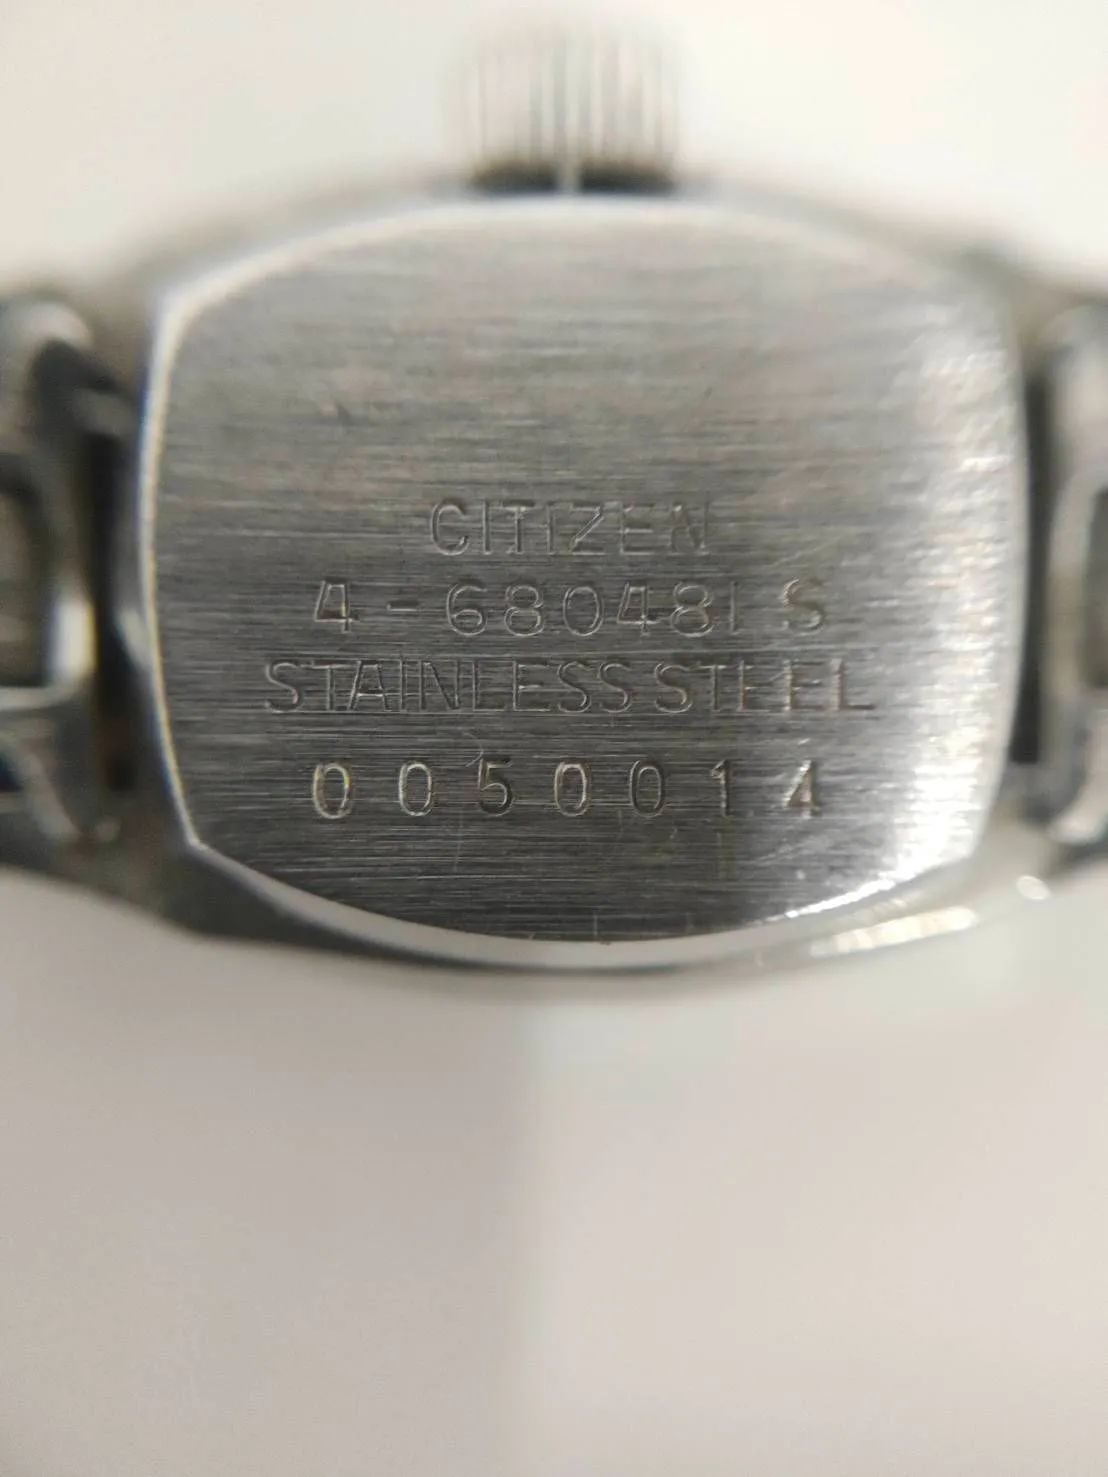 CITIZEN
4-680481 S
STAINLESS STEEL
0050014